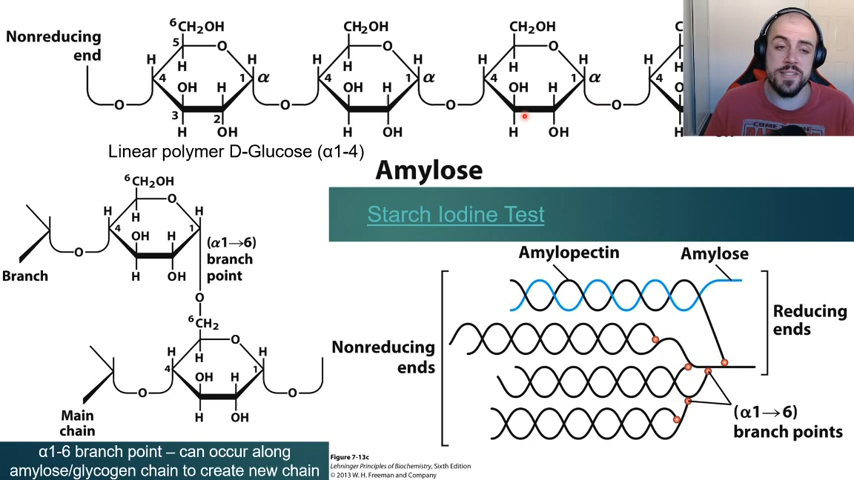 Nonreducing
end
6CH₂OH
5
O
H
H
H
4
1
α
OH
H
3
2
H
OH
O
CH₂OH
O
H
H
H
4
1
α
OH
H
H
OH
O
CH₂OH
O
H
H
H
4
1
α
OH
H
H
OH
O
C
H
4
H
Linear polymer D-Glucose (α1-4)
Amylose
Starch Iodine Test
6CH₂OH
O
H
H
H
4
1
OH
H
H
OH
O
Branch
(α1→6)
branch
point
O
6CH₂
O
H
H
H
4
1
OH
H
H
OH
O
O
Main
chain
α1-6 branch point – can occur along
amylose/glycogen chain to create new chain
Amylopectin
Amylose
Nonreducing
ends
Reducing
ends
(α1→6)
branch points
Figure 7-13c
Lehninger Principles of Biochemistry, Sixth Edition
© 2013 W. H. Freeman and Company